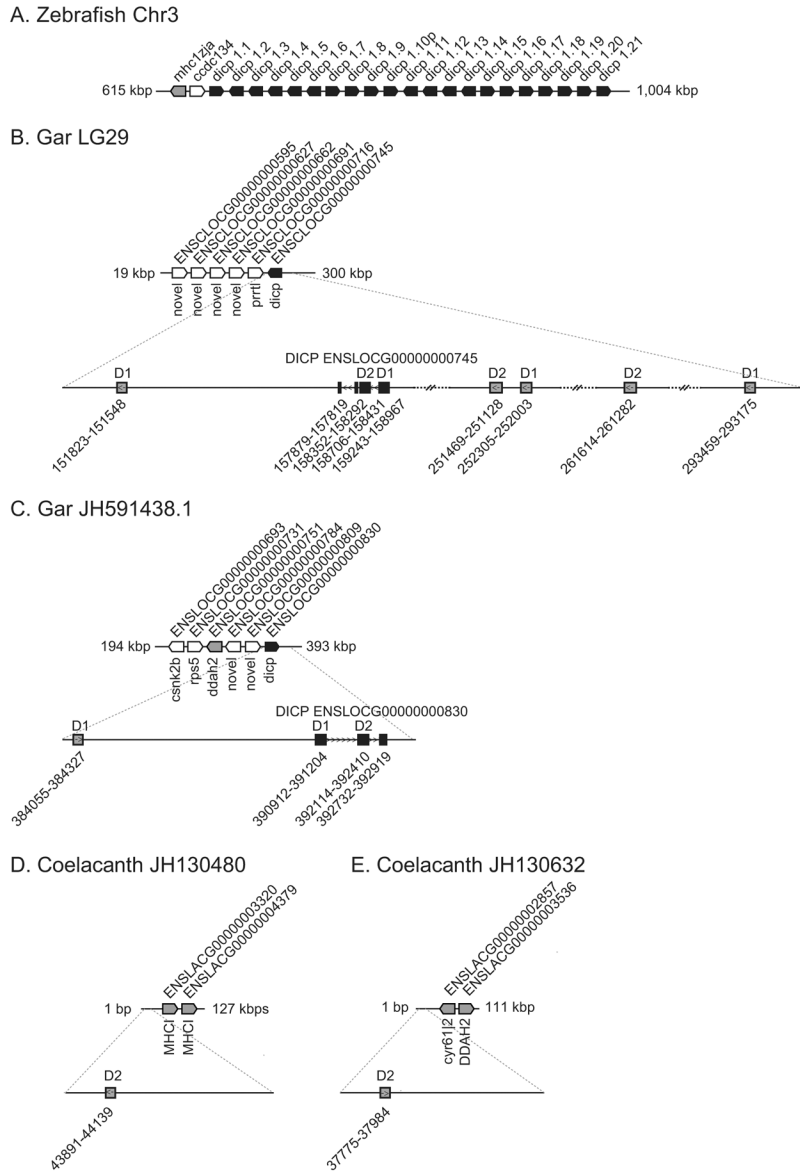 A. Zebrafish Chr3
mhc1zja
ccdc134
dicp 1.1
dicp 1.2
dicp 1.3
dicp 1.4
dicp 1.5
dicp 1.6
dicp 1.7
dicp 1.8
dicp 1.9
dicp 1.10p
dicp 1.11
dicp 1.12
dicp 1.13
dicp 1.14
dicp 1.15
dicp 1.16
dicp 1.17
dicp 1.18
dicp 1.19
dicp 1.20
dicp 1.21
615 kbp
1,004 kbp
B. Gar LG29
ENSCLOCG00000000595
ENSCLOCG00000000627
ENSCLOCG00000000662
ENSCLOCG00000000691
ENSCLOCG00000000716
ENSCLOCG00000000745
19 kbp
300 kbp
novel
novel
novel
novel
prrtl
dicp
DICP ENSLOCG00000000745
D1
D2
D1
D2
D1
D2
D1
151823-151548
157879-157819
158352-158292
158706-158431
159243-158967
251469-251128
252305-252003
261614-261282
293459-293175
C. Gar JH591438.1
ENSLOCG00000000693
ENSLOCG00000000731
ENSLOCG00000000751
ENSLOCG00000000784
ENSLOCG00000000809
ENSLOCG00000000830
194 kbp
393 kbp
csnk2b
rps5
ddah2
novel
novel
dicp
DICP ENSLOCG00000000830
D1
D1
D2
384055-384327
390912-391204
392114-392410
392732-392919
D. Coelacanth JH130480
ENSLACG00000003320
ENSLACG00000004379
1 bp
127 kbps
MHCI
MHCI
D2
43891-44139
E. Coelacanth JH130632
ENSLACG00000002857
ENSLACG00000003536
1 bp
111 kbp
cyr61l2
DDAH2
D2
37775-37984